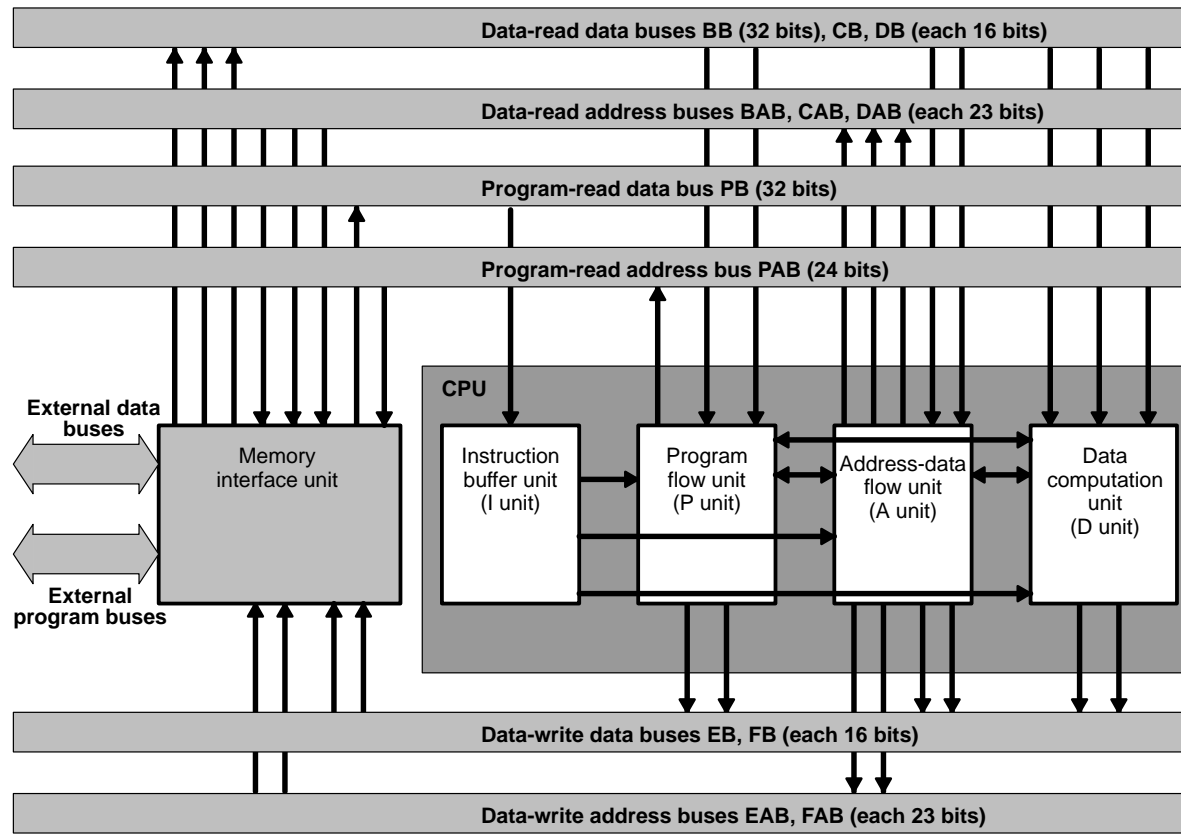 Data-read data buses BB (32 bits), CB, DB (each 16 bits)
Data-read address buses BAB, CAB, DAB (each 23 bits)
Program-read data bus PB (32 bits)
Program-read address bus PAB (24 bits)
CPU
External data
buses
Memory
interface unit
Instruction
buffer unit
(I unit)
Program
flow unit
(P unit)
Address-data
flow unit
(A unit)
Data
computation
unit
(D unit)
External
program buses
Data-write data buses EB, FB (each 16 bits)
Data-write address buses EAB, FAB (each 23 bits)